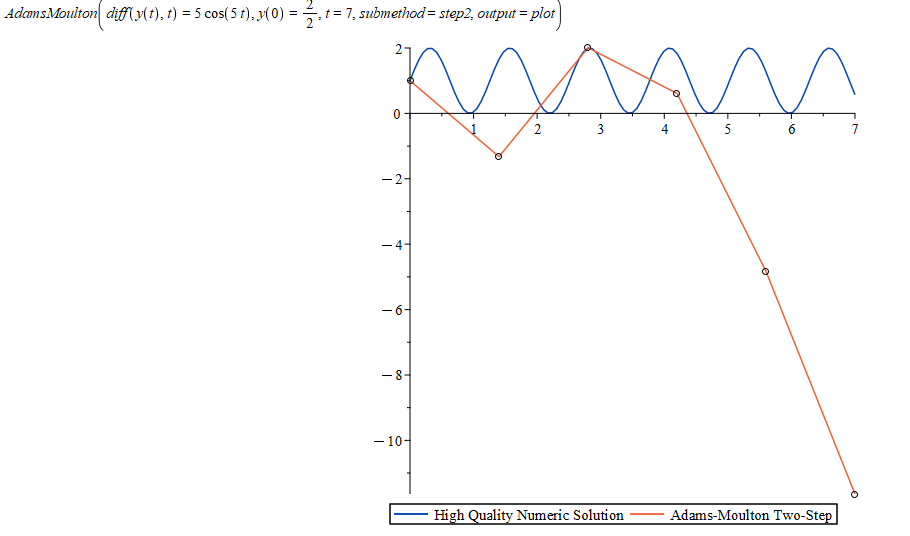 AdamsMoulton(diff(y(t), t) = 5 cos(5 t), y(0) = 2/2, t = 7, submethod = step2, output = plot)
2
0
1 2 3 4 5 6 7
− 2
− 4
− 6
− 8
− 10
High Quality Numeric Solution Adams-Moulton Two-Step